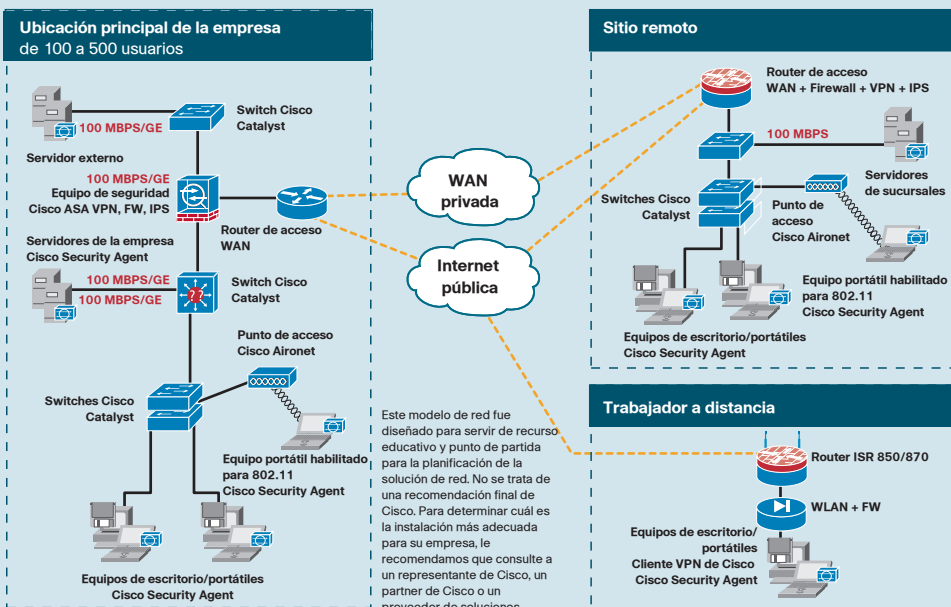 Ubicación principal de la empresa
de 100 a 500 usuarios
Switch Cisco
Catalyst
100 MBPS/GE
Servidor externo
100 MBPS/GE
Equipo de seguridad
Cisco ASA VPN, FW, IPS
Router de acceso
WAN
Servidores de la empresa
Cisco Security Agent
100 MBPS/GE
100 MBPS/GE
??
Switch Cisco
Catalyst
Punto de acceso
Cisco Aironet
Switches Cisco
Catalyst
Equipo portátil habilitado
para 802.11
Cisco Security Agent
Equipos de escritorio/portátiles
Cisco Security Agent
WAN
privada
Internet
pública
Este modelo de red fue
diseñado para servir de recurso
educativo y punto de partida
para la planificación de la
solución de red. No se trata de
una recomendación final de
Cisco. Para determinar cuál es
la instalación más adecuada
para su empresa, le
recomendamos que consulte a
un representante de Cisco, un
partner de Cisco o un
proveedor de soluciones
Sitio remoto
Router de acceso
WAN + Firewall + VPN + IPS
100 MBPS
Servidores
de sucursales
Switches Cisco
Catalyst
Punto de
acceso
Cisco Aironet
Equipo portátil habilitado
para 802.11
Cisco Security Agent
Equipos de escritorio/portátiles
Cisco Security Agent
Trabajador a distancia
Router ISR 850/870
WLAN + FW
Equipos de escritorio/
portátiles
Cliente VPN de Cisco
Cisco Security Agent